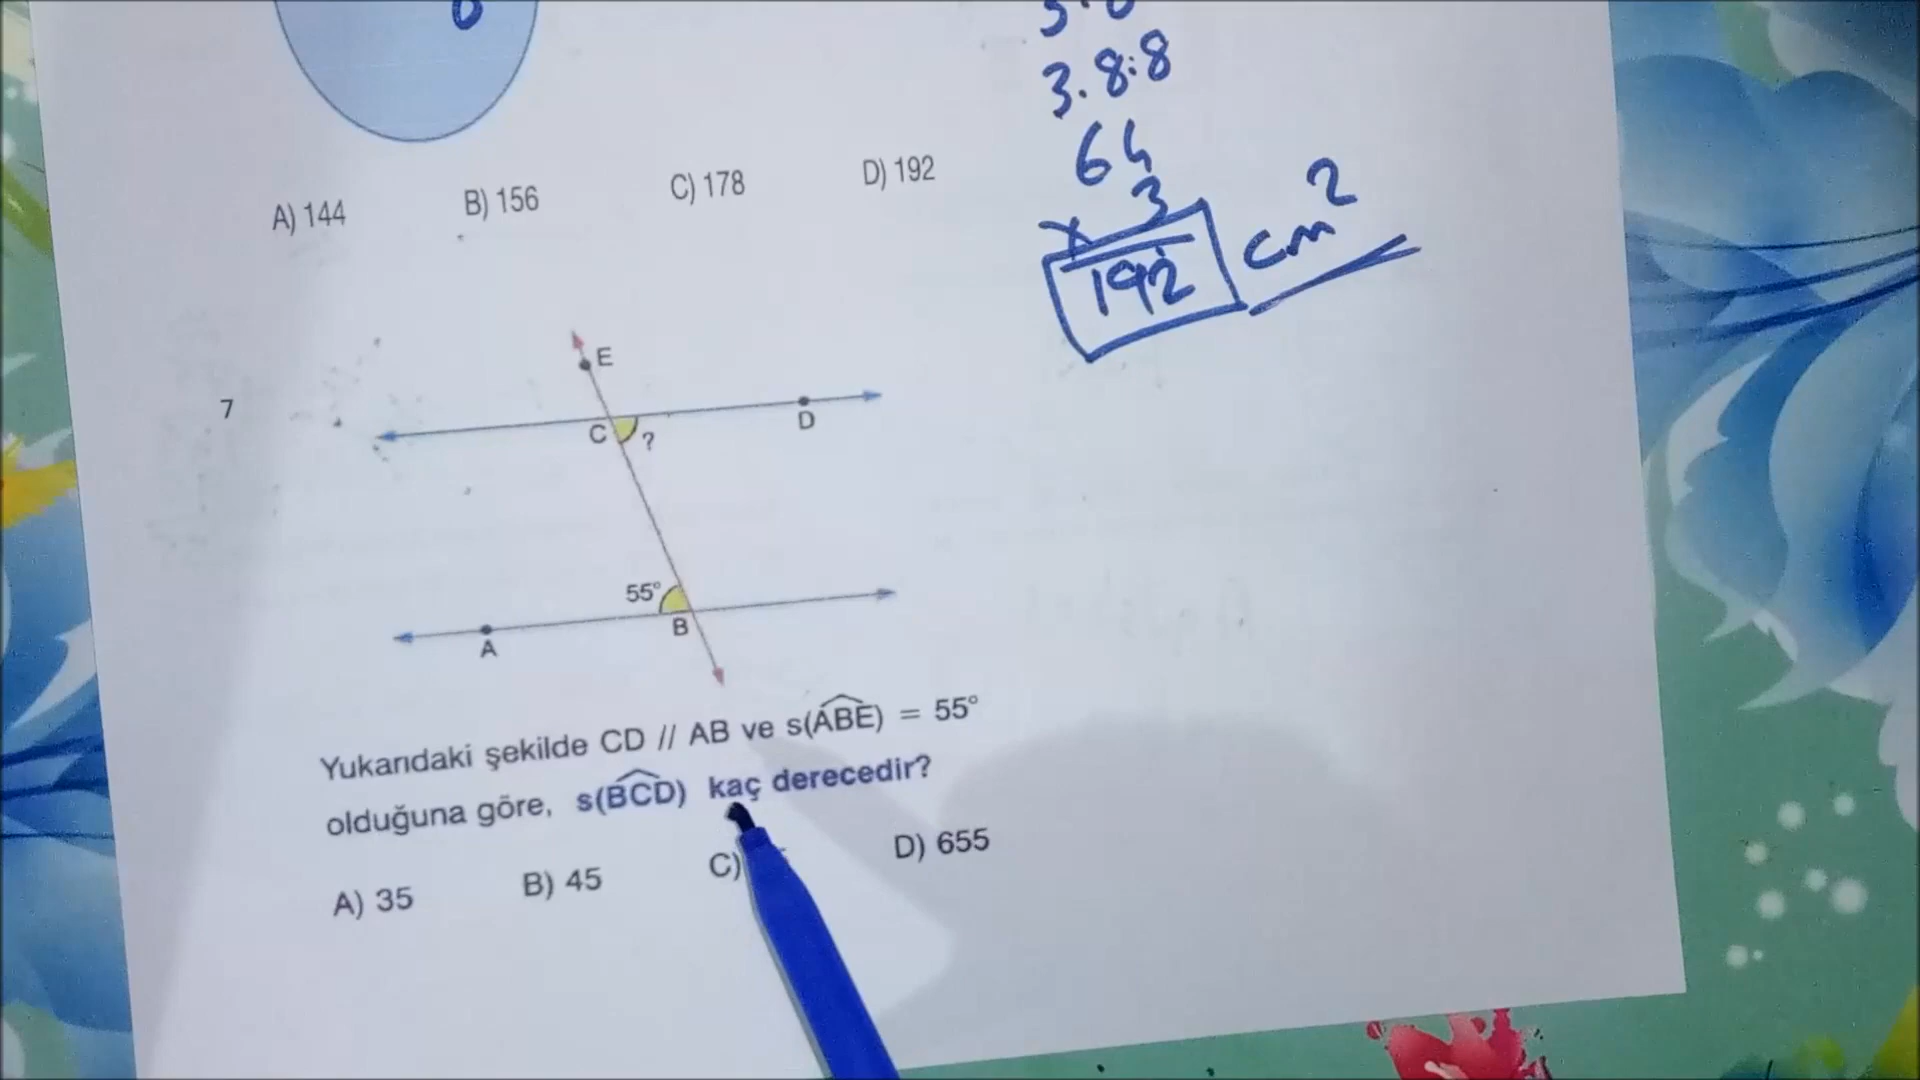 3.8:8
64
x 3
192 cm²
A) 144 B) 156 C) 178 D) 192
7
E
C ? D
55°
A B
Yukarıdaki şekilde CD // AB ve s(ABE) = 55°
olduğuna göre, s(BCD) kaç derecedir?
A) 35 B) 45 C) D) 655